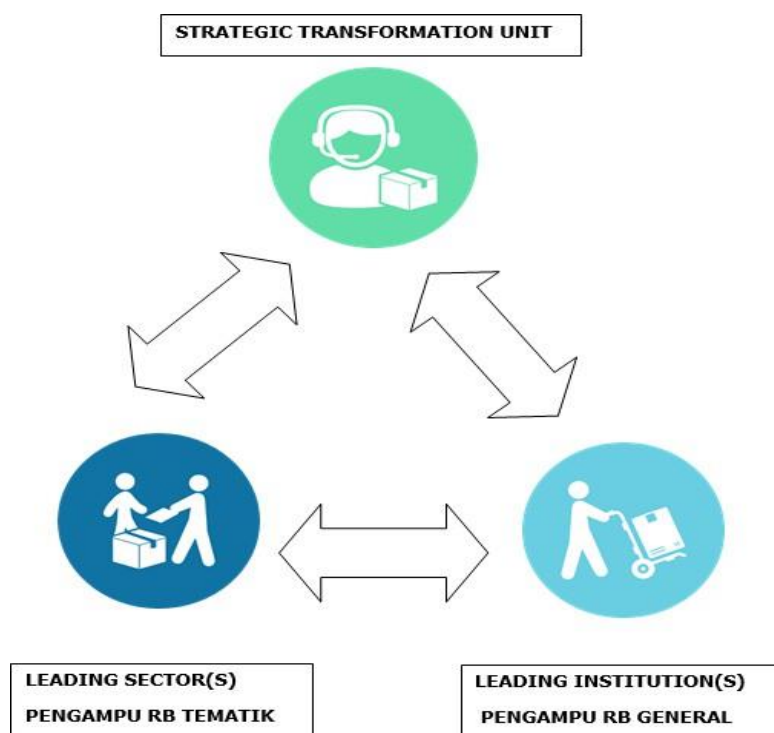 STRATEGIC TRANSFORMATION UNIT
LEADING SECTOR(S)
PENGAMPU RB TEMATIK
LEADING INSTITUTION(S)
PENGAMPU RB GENERAL